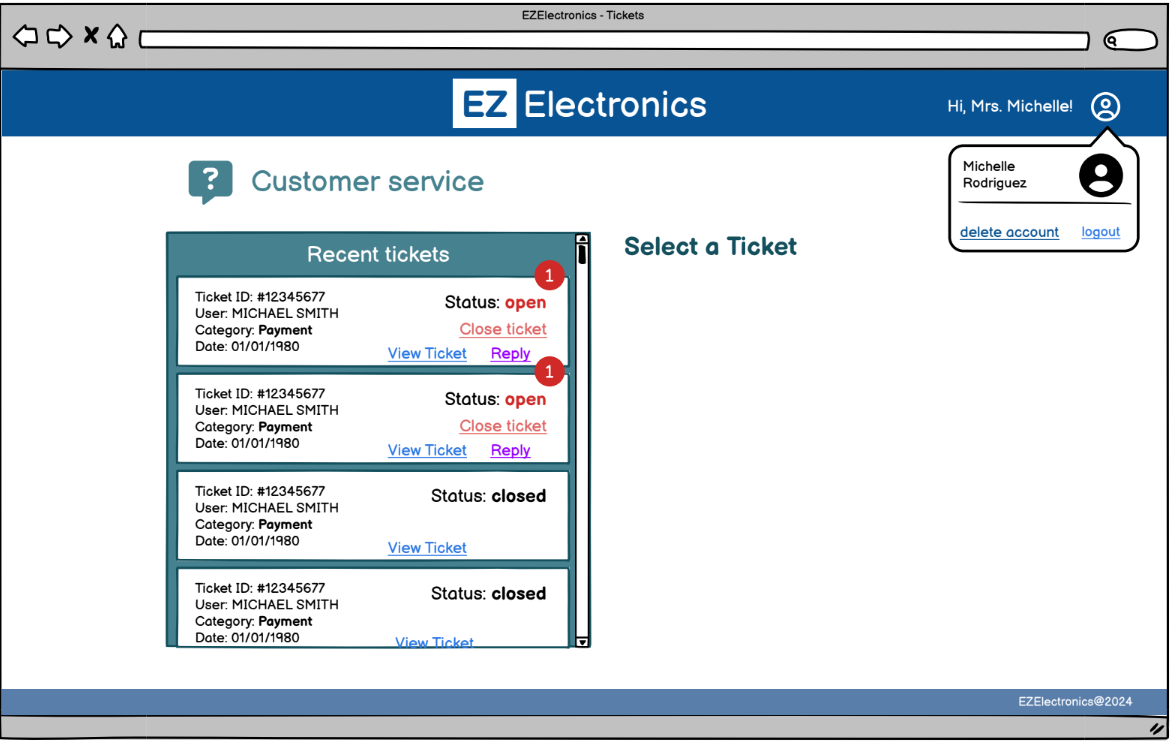 EZElectronics - Tickets
EZ Electronics
Hi, Mrs. Michelle!
Michelle
Rodriguez
delete account logout
? Customer service
Recent tickets
Select a Ticket
1
Ticket ID: #12345677
User: MICHAEL SMITH
Category: Payment
Date: 01/01/1980
Status: open
Close ticket
View Ticket Reply
1
Ticket ID: #12345677
User: MICHAEL SMITH
Category: Payment
Date: 01/01/1980
Status: open
Close ticket
View Ticket Reply
Ticket ID: #12345677
User: MICHAEL SMITH
Category: Payment
Date: 01/01/1980
Status: closed
View Ticket
Ticket ID: #12345677
User: MICHAEL SMITH
Category: Payment
Date: 01/01/1980
Status: closed
View Ticket
EZElectronics@2024